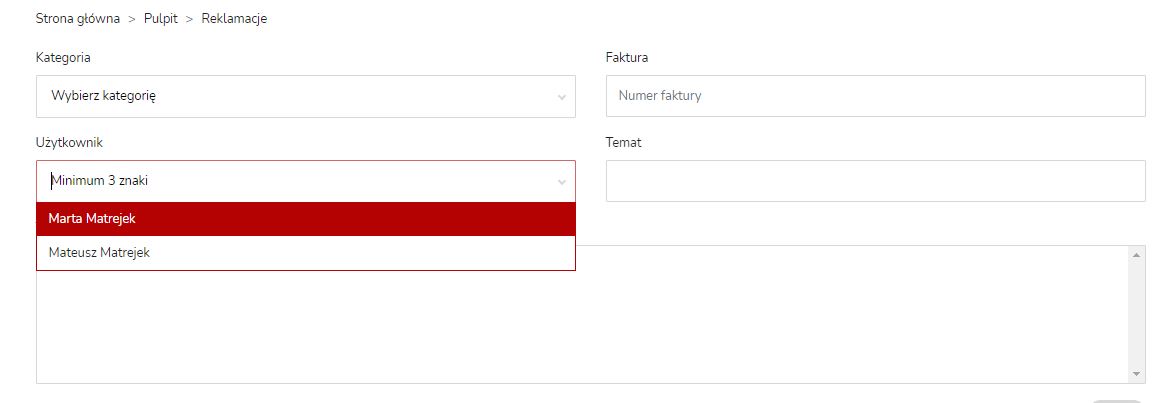 Strona główna > Pulpit > Reklamacje
Kategoria
Wybierz kategorię
Faktura
Numer faktury
Użytkownik
Minimum 3 znaki
Marta Matrejek
Mateusz Matrejek
Temat